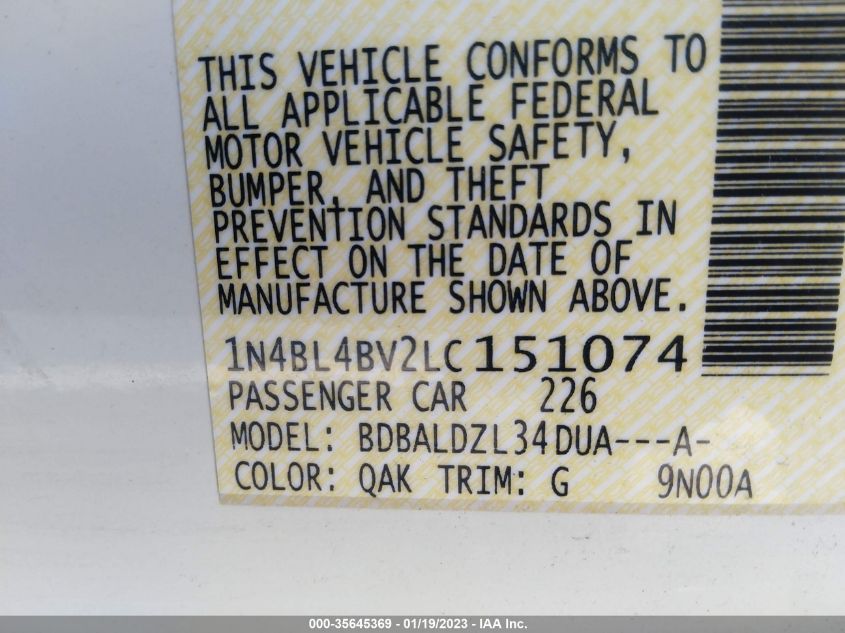 THIS VEHICLE CONFORMS TO
ALL APPLICABLE FEDERAL
MOTOR VEHICLE SAFETY,
BUMPER, AND THEFT
PREVENTION STANDARDS IN
EFFECT ON THE DATE OF
MANUFACTURE SHOWN ABOVE.
1N4BL4BV2LC151074
PASSENGER CAR 226
MODEL: BDBALDZL34DUA---A-
COLOR: QAK TRIM: G 9N00A
000-35645369 - 01/19/2023 - IAA Inc.